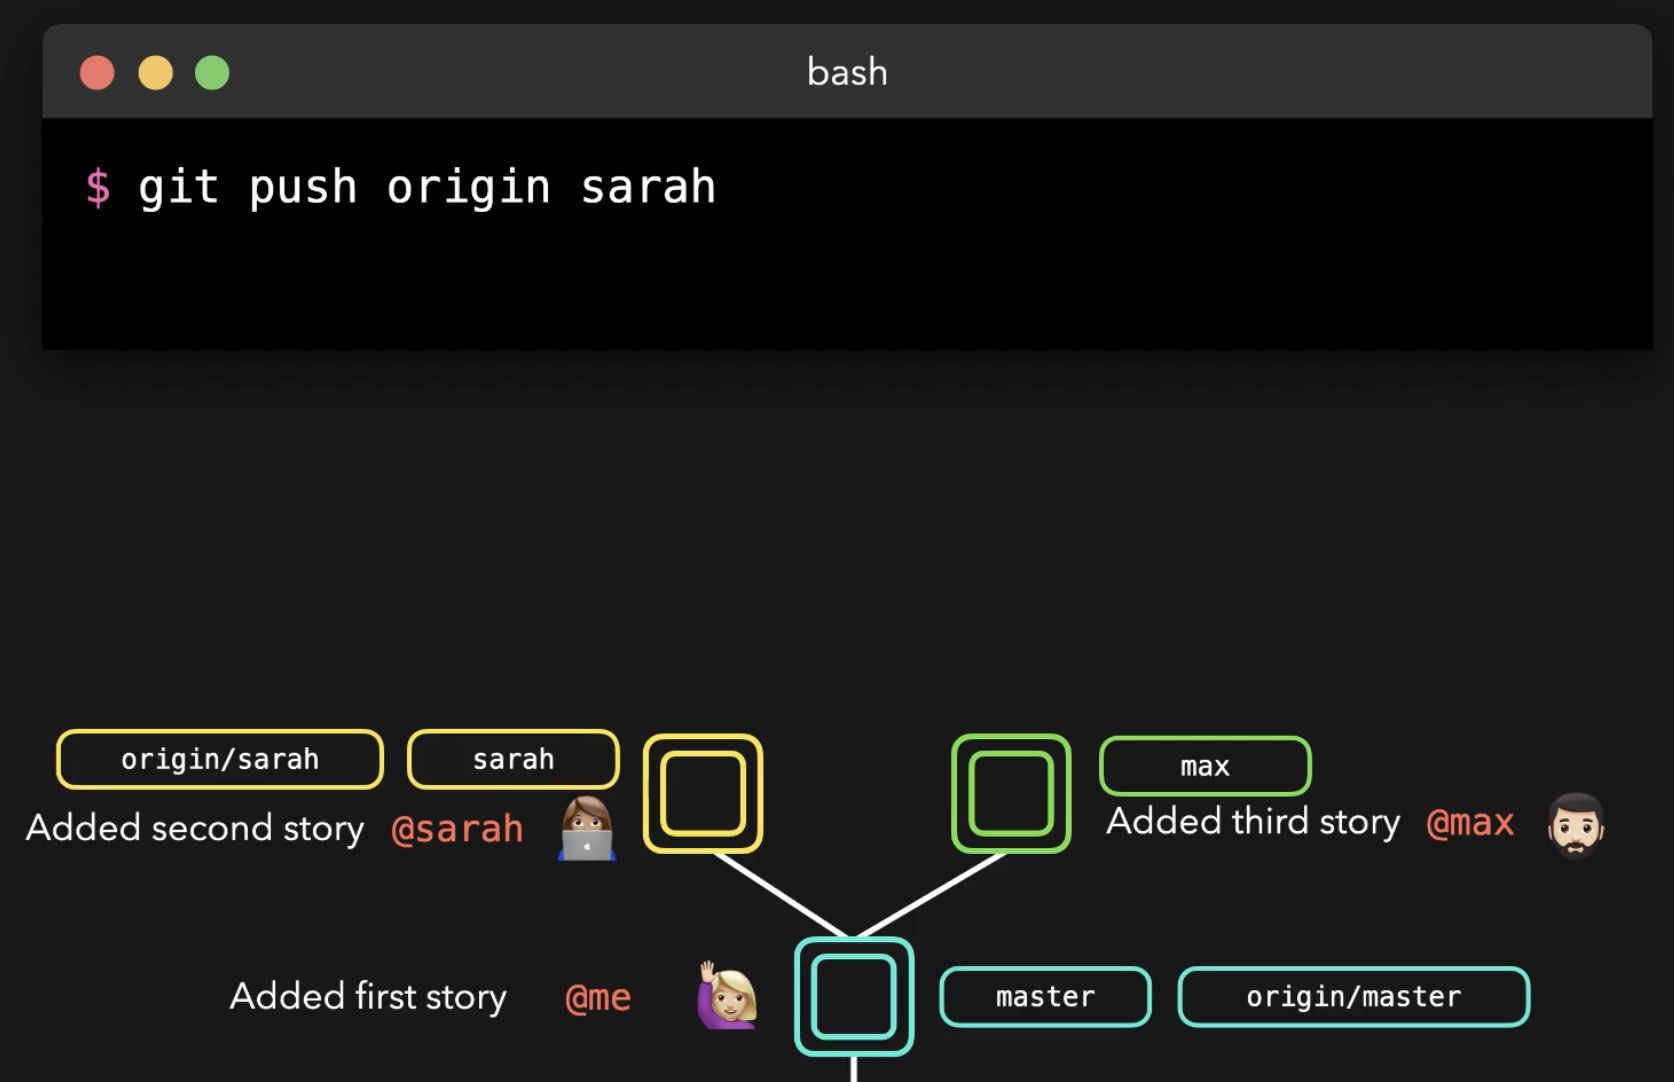 bash
$ git push origin sarah
origin/sarah sarah
max
Added second story @sarah
Added third story @max
Added first story @me
master origin/master